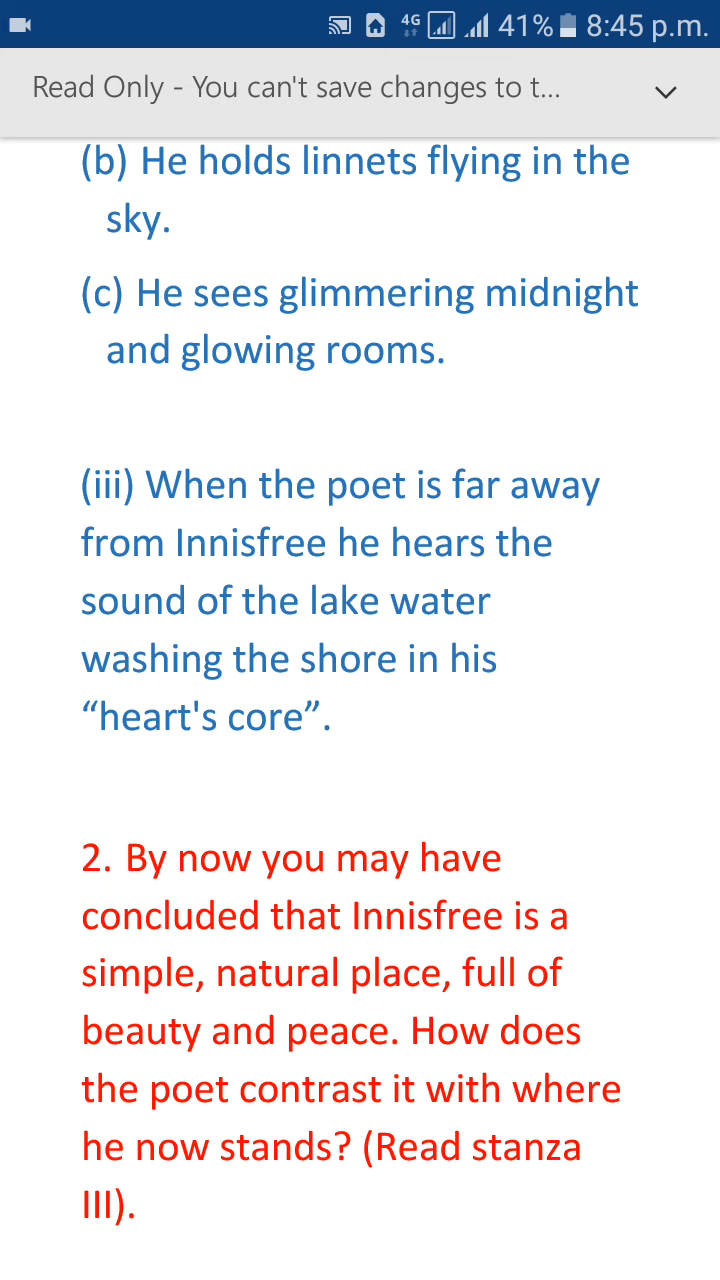 4G 41% 8:45 p.m.
Read Only - You can't save changes to t...
(b) He holds linnets flying in the
sky.
(c) He sees glimmering midnight
and glowing rooms.
(iii) When the poet is far away
from Innisfree he hears the
sound of the lake water
washing the shore in his
“heart's core”.
2. By now you may have
concluded that Innisfree is a
simple, natural place, full of
beauty and peace. How does
the poet contrast it with where
he now stands? (Read stanza
III).